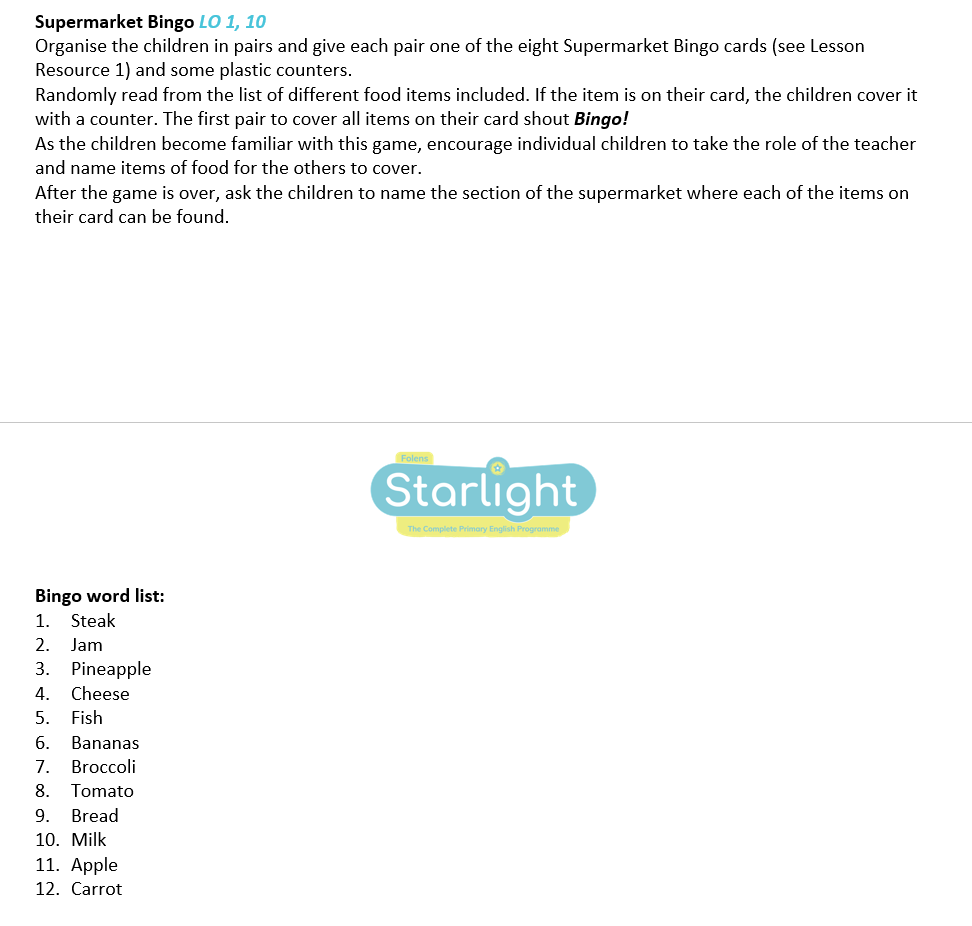 Supermarket Bingo LO 1, 10
Organise the children in pairs and give each pair one of the eight Supermarket Bingo cards (see Lesson
Resource 1) and some plastic counters.
Randomly read from the list of different food items included. If the item is on their card, the children cover it
with a counter. The first pair to cover all items on their card shout Bingo!
As the children become familiar with this game, encourage individual children to take the role of the teacher
and name items of food for the others to cover.
After the game is over, ask the children to name the section of the supermarket where each of the items on
their card can be found.
Folens
Starlight
The Complete Primary English Programme
Bingo word list:
1. Steak
2. Jam
3. Pineapple
4. Cheese
5. Fish
6. Bananas
7. Broccoli
8. Tomato
9. Bread
10. Milk
11. Apple
12. Carrot